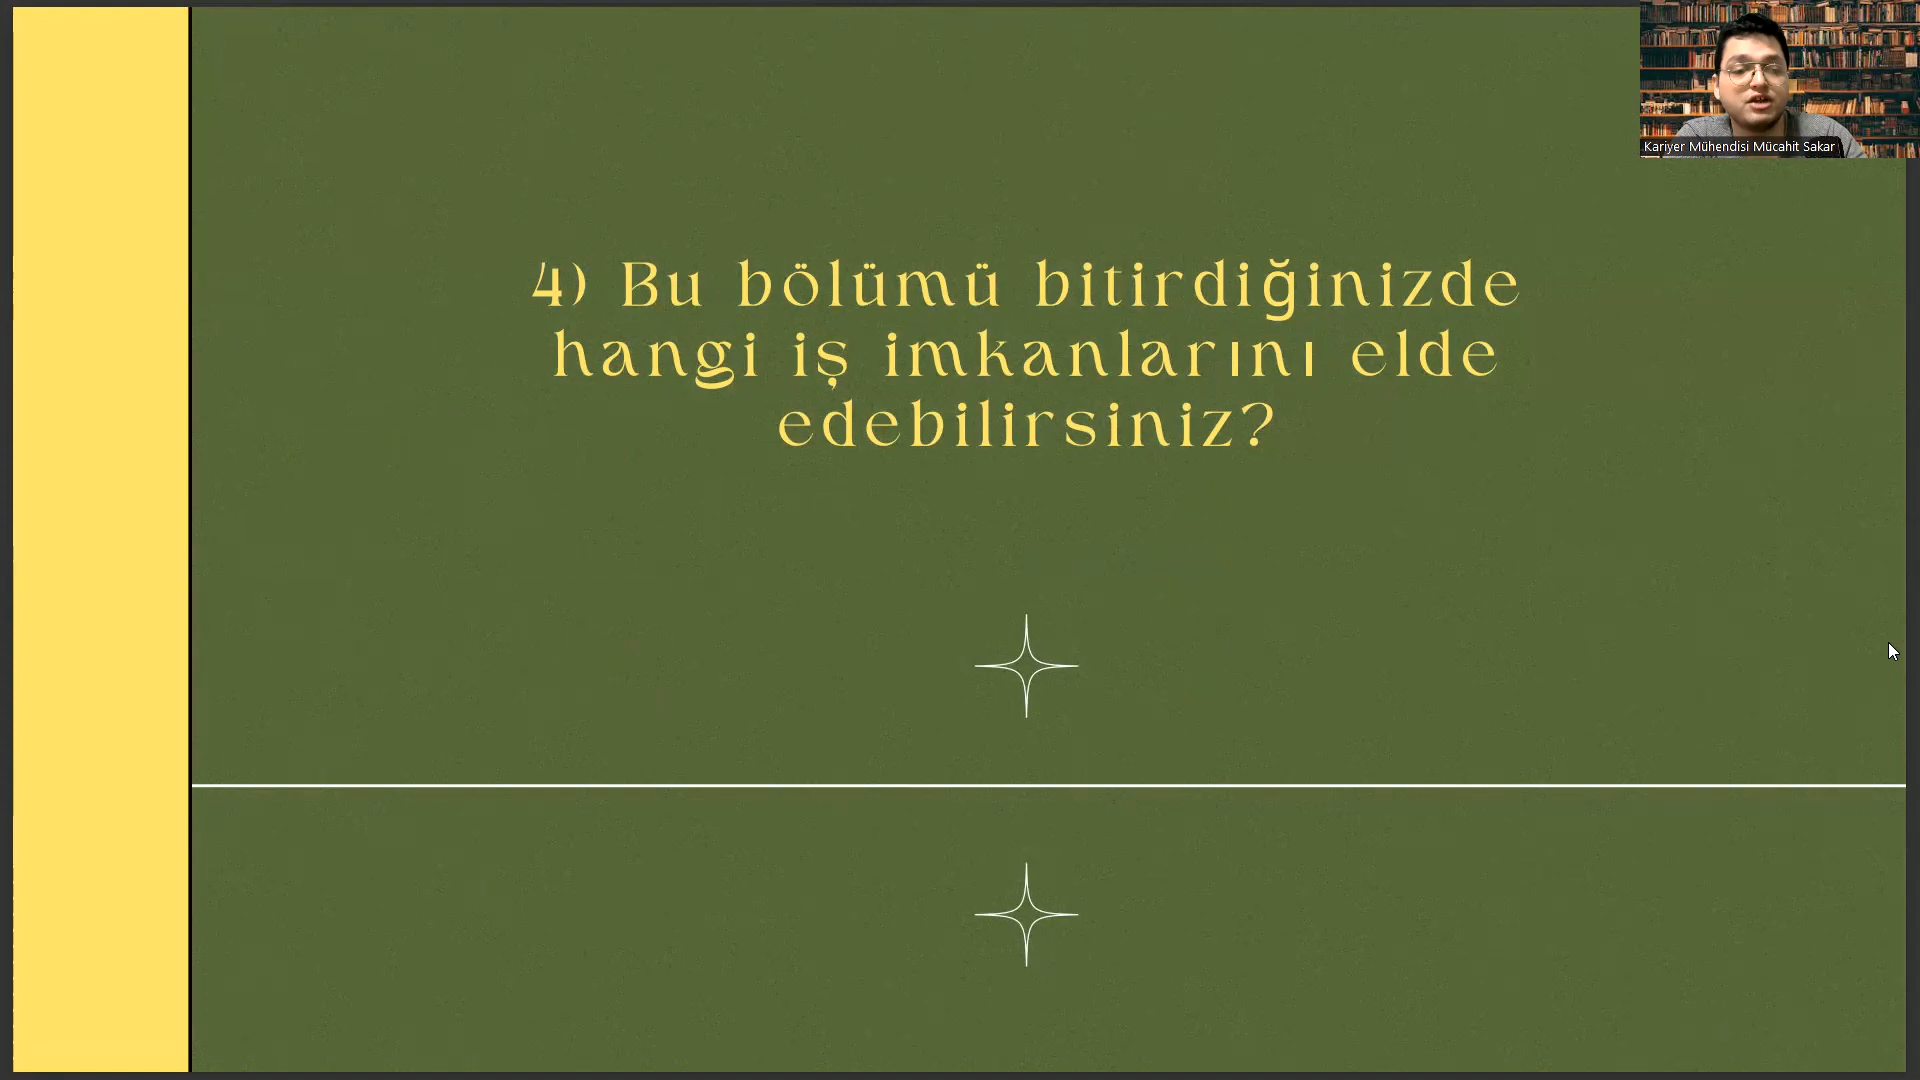 Kariyer Mühendisi Mücahit Sakar
4) Bu bölümü bitirdiğinizde
hangi iş imkanlarını elde
edebilirsiniz?